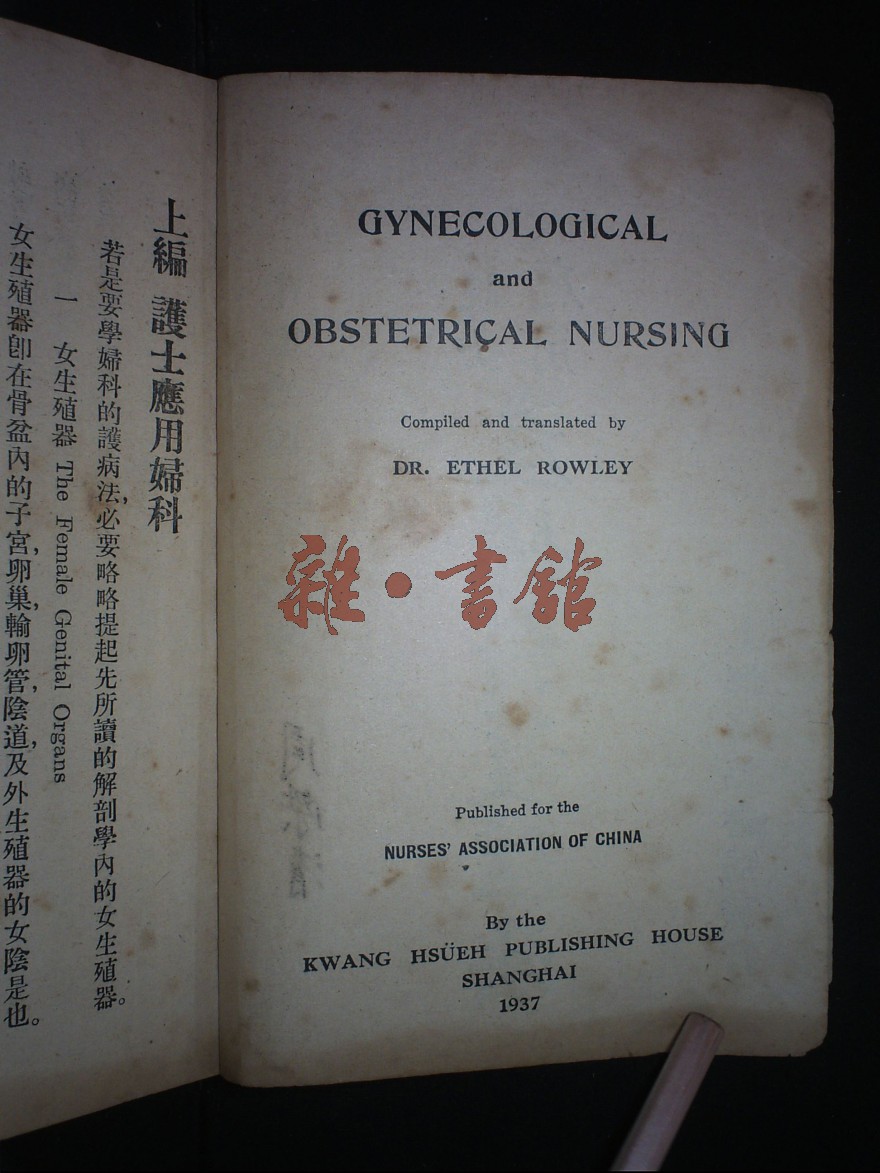 GYNECOLOGICAL
and
OBSTETRICAL NURSING
Compiled and translated by
DR. ETHEL ROWLEY
雜·書館
Published for the
NURSES' ASSOCIATION OF CHINA
By the
KWANG HSÜEH PUBLISHING HOUSE
SHANGHAI
1937
上編 護士應用婦科
若是要學婦科的護病法,必要略略提起先所讀的解剖學內的女生殖器。
一 女生殖器 The Female Genital Organs
女生殖器卽在骨盆內的子宮,卵巢,輸卵管,陰道,及外生殖器的女陰是也。